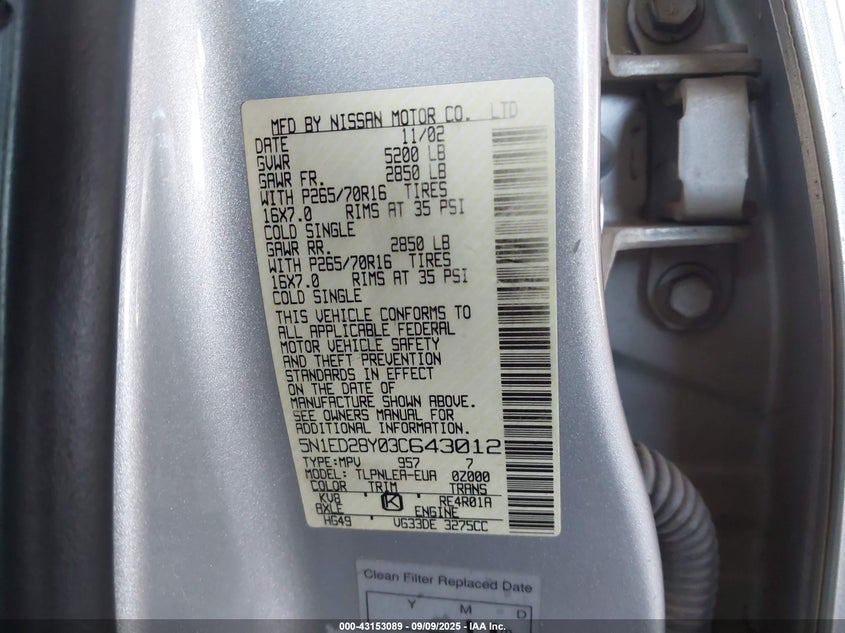 MFD BY NISSAN MOTOR CO. LTD
DATE 11/02
GVWR 5200 LB
GAWR FR. 2850 LB
WITH P265/70R16 TIRES
16X7.0 RIMS AT 35 PSI
COLD SINGLE
GAWR RR. 2850 LB
WITH P265/70R16 TIRES
16X7.0 RIMS AT 35 PSI
COLD SINGLE
THIS VEHICLE CONFORMS TO
ALL APPLICABLE FEDERAL
MOTOR VEHICLE SAFETY
AND THEFT PREVENTION
STANDARDS IN EFFECT
ON THE DATE OF
MANUFACTURE SHOWN ABOVE.
SEE OWNERS MANUAL FOR
ADDITIONAL INFORMATION.
5N1ED28Y03C643012
TYPE:MPV 957 7
MODEL: TLPNLEA-EUA 0Z000
COLOR TRIM TRANS
KV8 K RE4R01A
AXLE ENGINE
HG49 VG33DE 3275CC
Clean Filter Replaced Date
Y M D
000-43153089 - 09/09/2025 - IAA Inc.